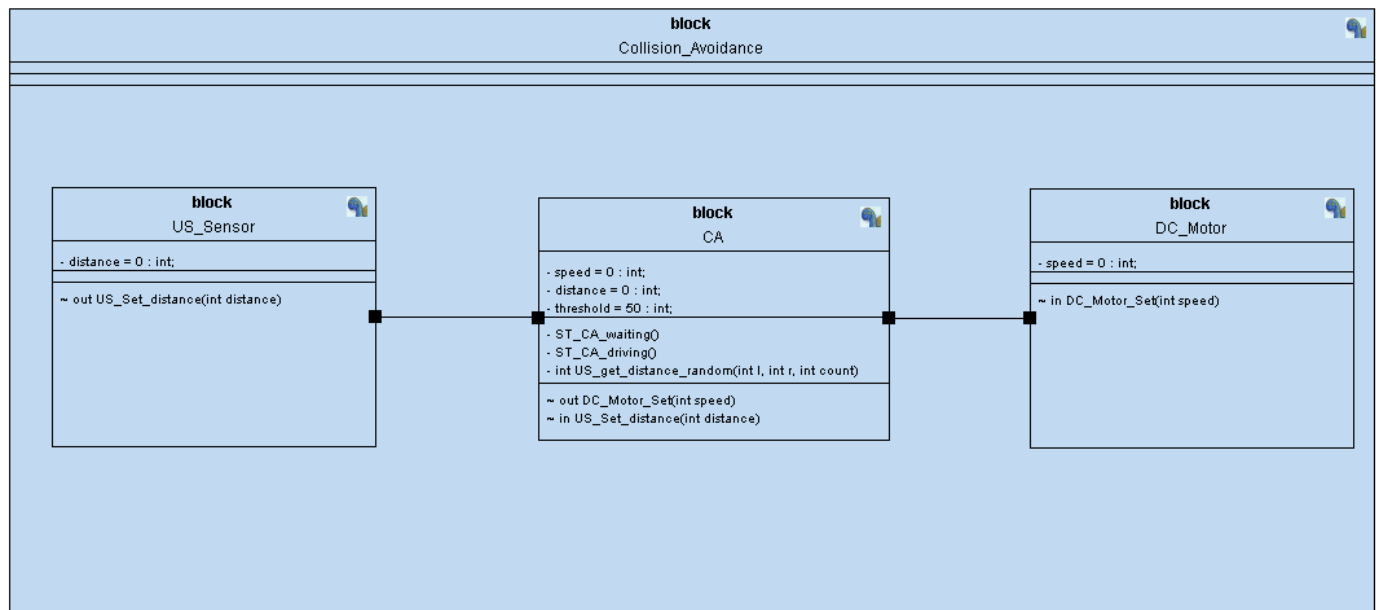 block
Collision_Avoidance
block
US_Sensor
- distance = 0 : int;
~ out US_Set_distance(int distance)
block
CA
- speed = 0 : int;
- distance = 0 : int;
- threshold = 50 : int;
- ST_CA_waiting()
- ST_CA_driving()
- int US_get_distance_random(int l, int r, int count)
~ out DC_Motor_Set(int speed)
~ in US_Set_distance(int distance)
block
DC_Motor
- speed = 0 : int;
~ in DC_Motor_Set(int speed)